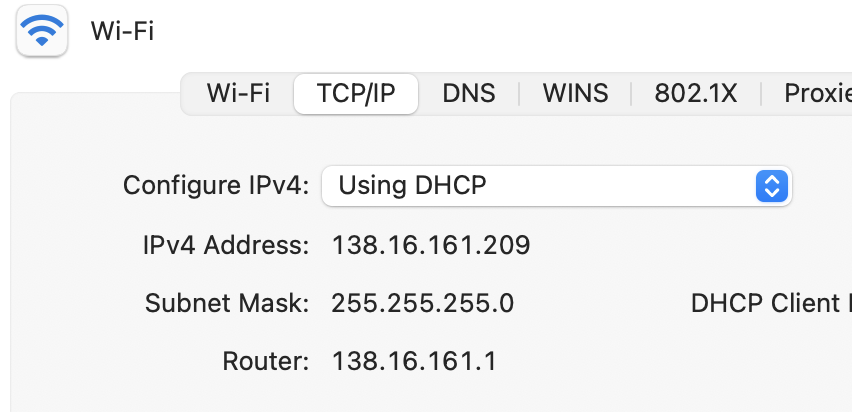 Wi-Fi
Wi-Fi TCP/IP DNS WINS 802.1X Proxie
Configure IPv4: Using DHCP
IPv4 Address: 138.16.161.209
Subnet Mask: 255.255.255.0 DHCP Client
Router: 138.16.161.1